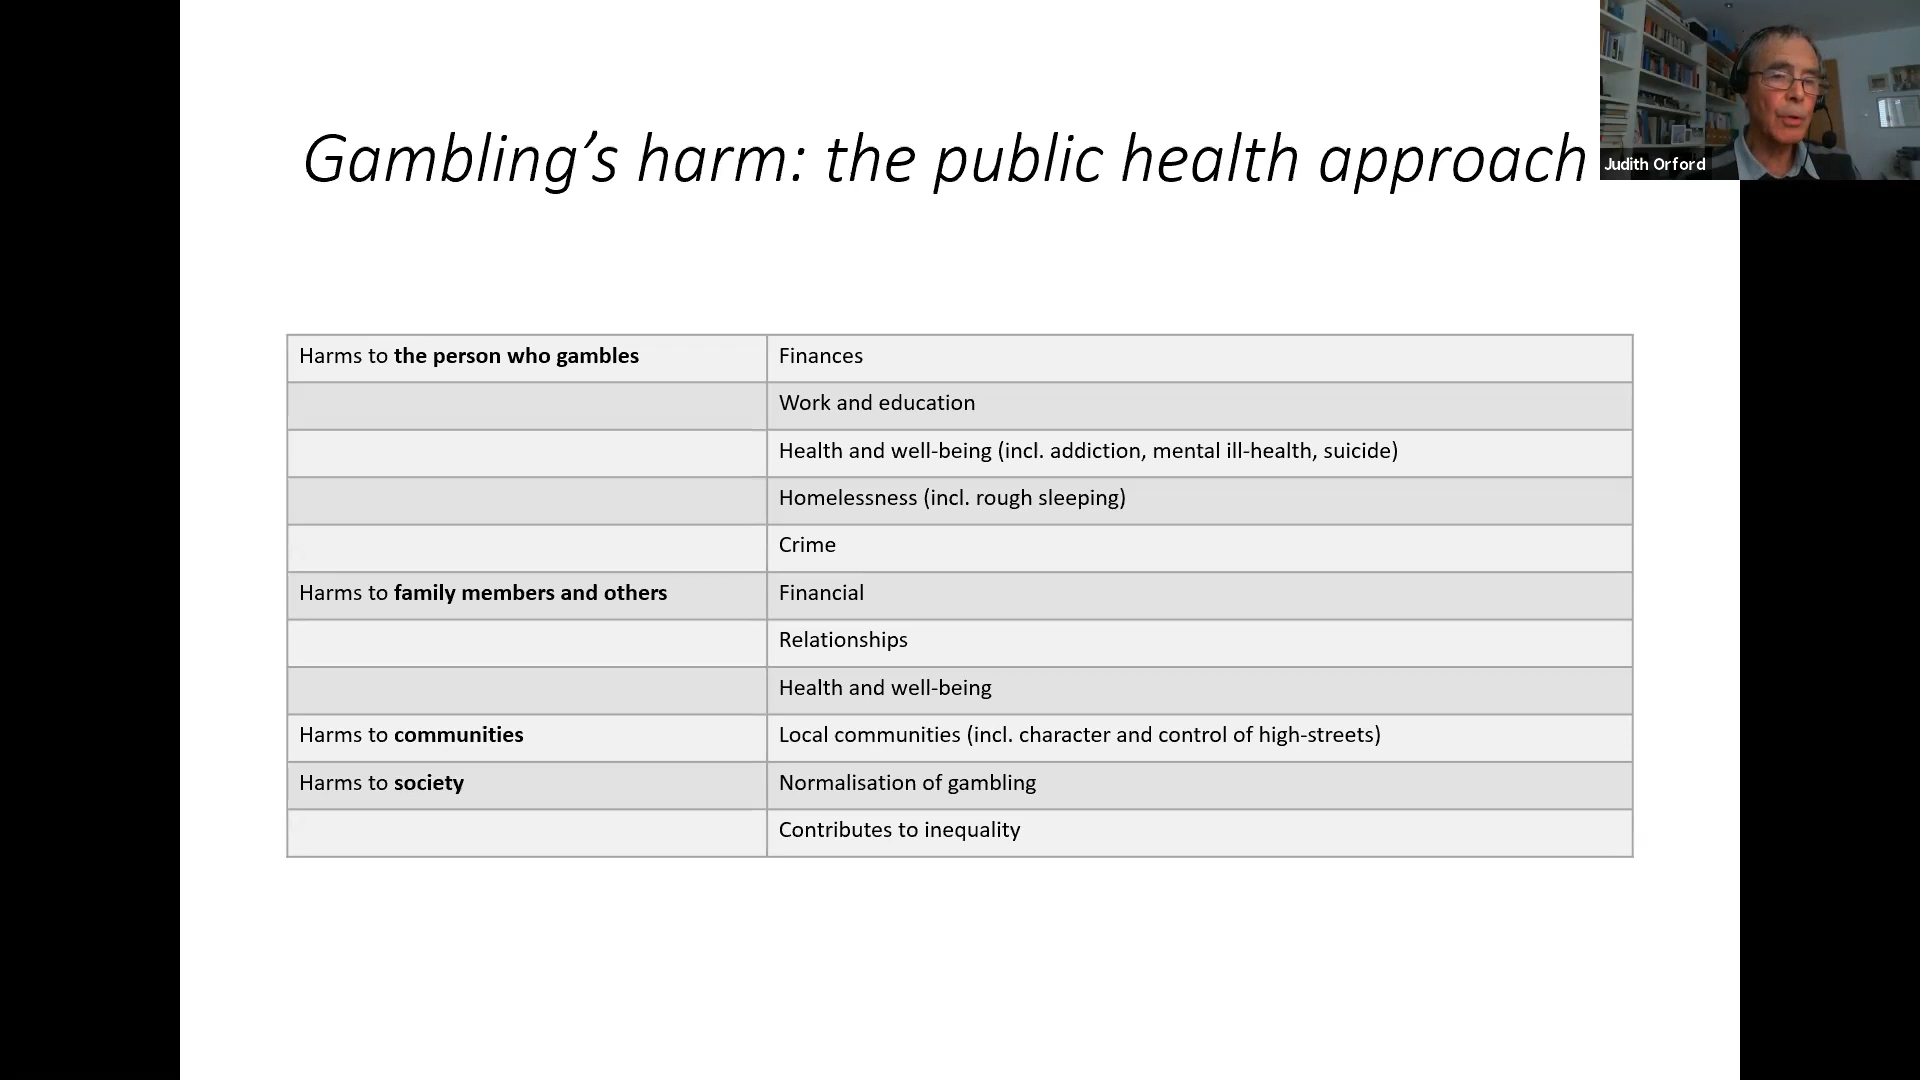 Gambling’s harm: the public health approach
Judith Orford
Harms to the person who gambles
Finances
Work and education
Health and well-being (incl. addiction, mental ill-health, suicide)
Homelessness (incl. rough sleeping)
Crime
Harms to family members and others
Financial
Relationships
Health and well-being
Harms to communities
Local communities (incl. character and control of high-streets)
Harms to society
Normalisation of gambling
Contributes to inequality